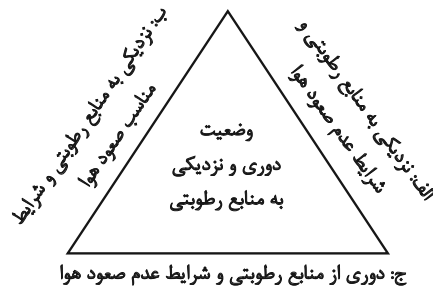 الف: نزدیکی به منابع رطوبتی و
شرایط عدم صعود هوا
ب: نزدیکی به منابع رطوبتی و شرایط
مناسب صعود هوا
وضعیت
دوری و نزدیکی
به منابع رطوبتی
ج: دوری از منابع رطوبتی و شرایط عدم صعود هوا